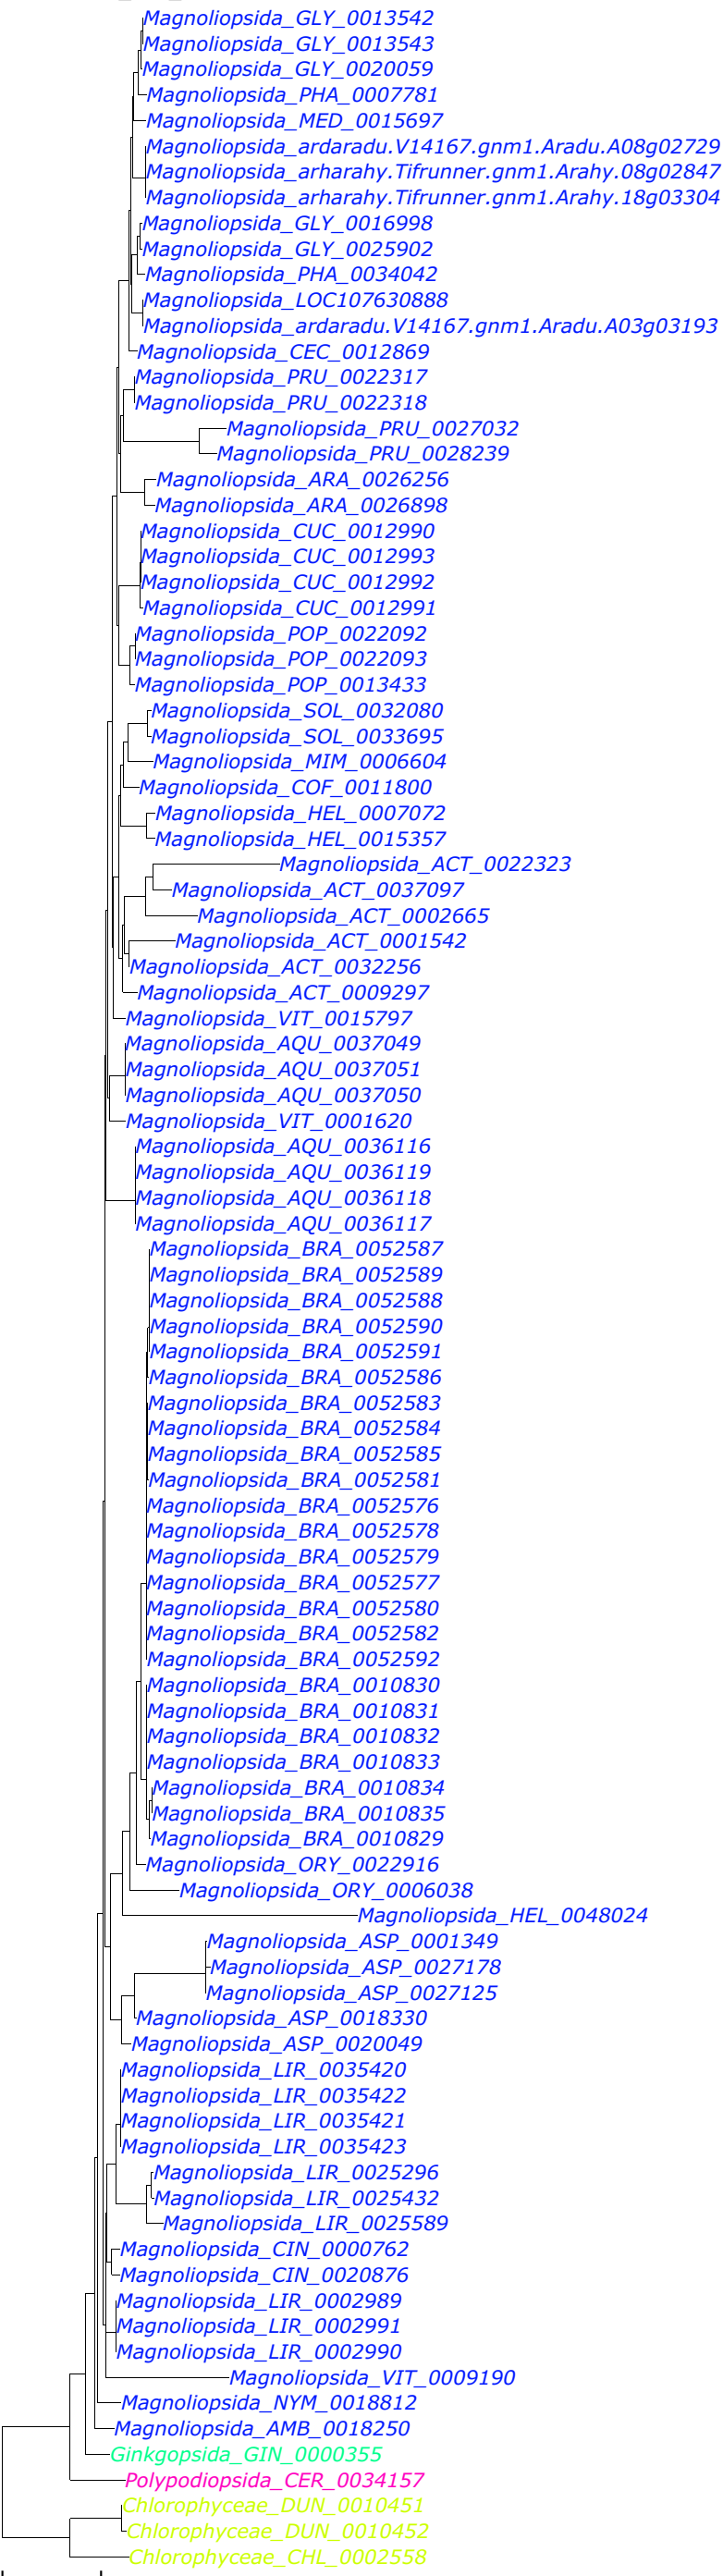 Magnoliopsida_GLY_0013542
Magnoliopsida_GLY_0013543
Magnoliopsida_GLY_0020059
Magnoliopsida_PHA_0007781
Magnoliopsida_MED_0015697
Magnoliopsida_ardaradu.V14167.gnm1.Aradu.A08g02729
Magnoliopsida_arharahy.Tifrunner.gnm1.Arahy.08g02847
Magnoliopsida_arharahy.Tifrunner.gnm1.Arahy.18g03304
Magnoliopsida_GLY_0016998
Magnoliopsida_GLY_0025902
Magnoliopsida_PHA_0034042
Magnoliopsida_LOC107630888
Magnoliopsida_ardaradu.V14167.gnm1.Aradu.A03g03193
Magnoliopsida_CEC_0012869
Magnoliopsida_PRU_0022317
Magnoliopsida_PRU_0022318
Magnoliopsida_PRU_0027032
Magnoliopsida_PRU_0028239
Magnoliopsida_ARA_0026256
Magnoliopsida_ARA_0026898
Magnoliopsida_CUC_0012990
Magnoliopsida_CUC_0012993
Magnoliopsida_CUC_0012992
Magnoliopsida_CUC_0012991
Magnoliopsida_POP_0022092
Magnoliopsida_POP_0022093
Magnoliopsida_POP_0013433
Magnoliopsida_SOL_0032080
Magnoliopsida_SOL_0033695
Magnoliopsida_MIM_0006604
Magnoliopsida_COF_0011800
Magnoliopsida_HEL_0007072
Magnoliopsida_HEL_0015357
Magnoliopsida_ACT_0022323
Magnoliopsida_ACT_0037097
Magnoliopsida_ACT_0002665
Magnoliopsida_ACT_0001542
Magnoliopsida_ACT_0032256
Magnoliopsida_ACT_0009297
Magnoliopsida_VIT_0015797
Magnoliopsida_AQU_0037049
Magnoliopsida_AQU_0037051
Magnoliopsida_AQU_0037050
Magnoliopsida_VIT_0001620
Magnoliopsida_AQU_0036116
Magnoliopsida_AQU_0036119
Magnoliopsida_AQU_0036118
Magnoliopsida_AQU_0036117
Magnoliopsida_BRA_0052587
Magnoliopsida_BRA_0052589
Magnoliopsida_BRA_0052588
Magnoliopsida_BRA_0052590
Magnoliopsida_BRA_0052591
Magnoliopsida_BRA_0052586
Magnoliopsida_BRA_0052583
Magnoliopsida_BRA_0052584
Magnoliopsida_BRA_0052585
Magnoliopsida_BRA_0052581
Magnoliopsida_BRA_0052576
Magnoliopsida_BRA_0052578
Magnoliopsida_BRA_0052579
Magnoliopsida_BRA_0052577
Magnoliopsida_BRA_0052580
Magnoliopsida_BRA_0052582
Magnoliopsida_BRA_0052592
Magnoliopsida_BRA_0010830
Magnoliopsida_BRA_0010831
Magnoliopsida_BRA_0010832
Magnoliopsida_BRA_0010833
Magnoliopsida_BRA_0010834
Magnoliopsida_BRA_0010835
Magnoliopsida_BRA_0010829
Magnoliopsida_ORY_0022916
Magnoliopsida_ORY_0006038
Magnoliopsida_HEL_0048024
Magnoliopsida_ASP_0001349
Magnoliopsida_ASP_0027178
Magnoliopsida_ASP_0027125
Magnoliopsida_ASP_0018330
Magnoliopsida_ASP_0020049
Magnoliopsida_LIR_0035420
Magnoliopsida_LIR_0035422
Magnoliopsida_LIR_0035421
Magnoliopsida_LIR_0035423
Magnoliopsida_LIR_0025296
Magnoliopsida_LIR_0025432
Magnoliopsida_LIR_0025589
Magnoliopsida_CIN_0000762
Magnoliopsida_CIN_0020876
Magnoliopsida_LIR_0002989
Magnoliopsida_LIR_0002991
Magnoliopsida_LIR_0002990
Magnoliopsida_VIT_0009190
Magnoliopsida_NYM_0018812
Magnoliopsida_AMB_0018250
Ginkgopsida_GIN_0000355
Polypodiopsida_CER_0034157
Chlorophyceae_DUN_0010451
Chlorophyceae_DUN_0010452
Chlorophyceae_CHL_0002558